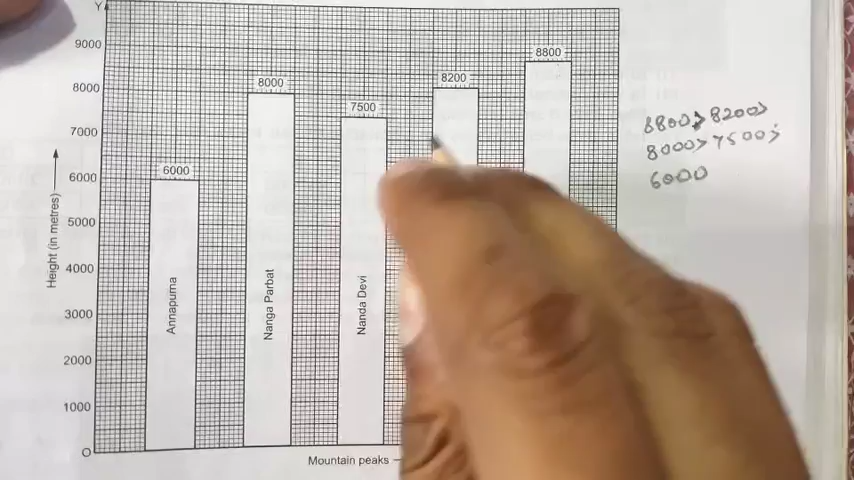 Y
9000
8000
7000
6000
5000
4000
3000
2000
1000
O
Height (in metres)
6000
8000
7500
8200
8800
Annapurna
Nanga Parbat
Nanda Devi
Mountain peaks
8800 > 8200 >
8000 > 7500 >
6000